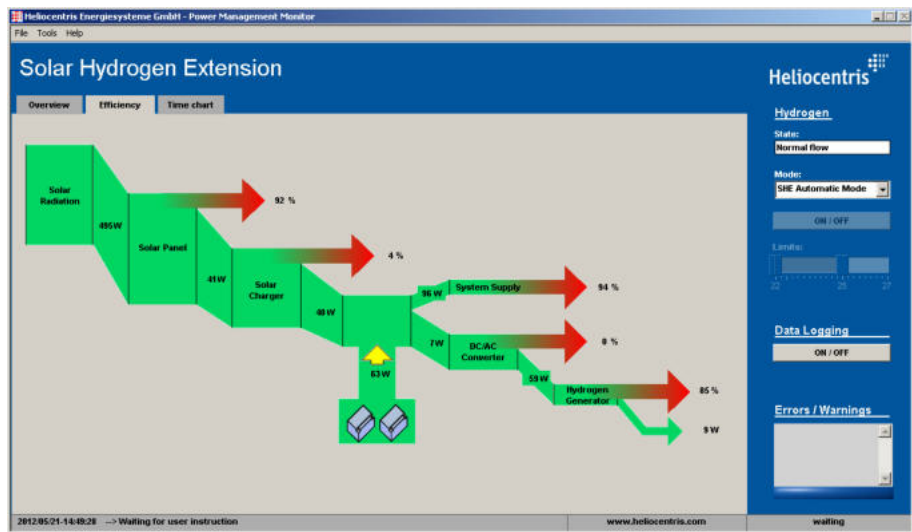 Heliocentris Energiesysteme GmbH - Power Management Monitor
File Tools Help
Solar Hydrogen Extension
Heliocentris
Overview Efficiency Time chart
Hydrogen
State:
Normal flow
Mode:
SHE Automatic Mode
ON / OFF
Limits:
22 25 27
Data Logging
ON / OFF
Errors / Warnings
Solar
Radiation
495W
92 %
Solar Panel
41W
4 %
Solar
Charger
40 W
96 W
System Supply
94 %
7W
DC/AC
Converter
0 %
63 W
59 W
Hydrogen
Generator
85 %
9 W
2012/05/21-14:49:28 --> Waiting for user instruction
www.heliocentris.com
waiting